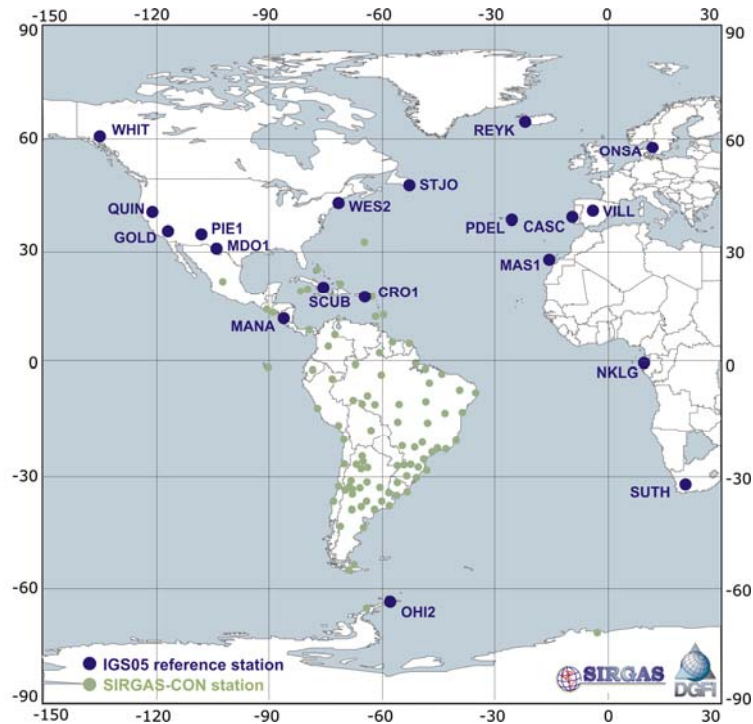 -150 -120 -90 -60 -30 0 30
90 90
60 60
30 30
0 0
-30 -30
-60 -60
-90 -90
WHIT
REYK
ONSA
STJO
QUIN
WES2
VILL
PIE1
PDEL
CASC
GOLD
MDO1
MAS1
SCUB
CRO1
MANA
NKLG
SUTH
OHI2
IGS05 reference station
SIRGAS-CON station
SIRGAS
DGFI
-150 -120 -90 -60 -30 0 30